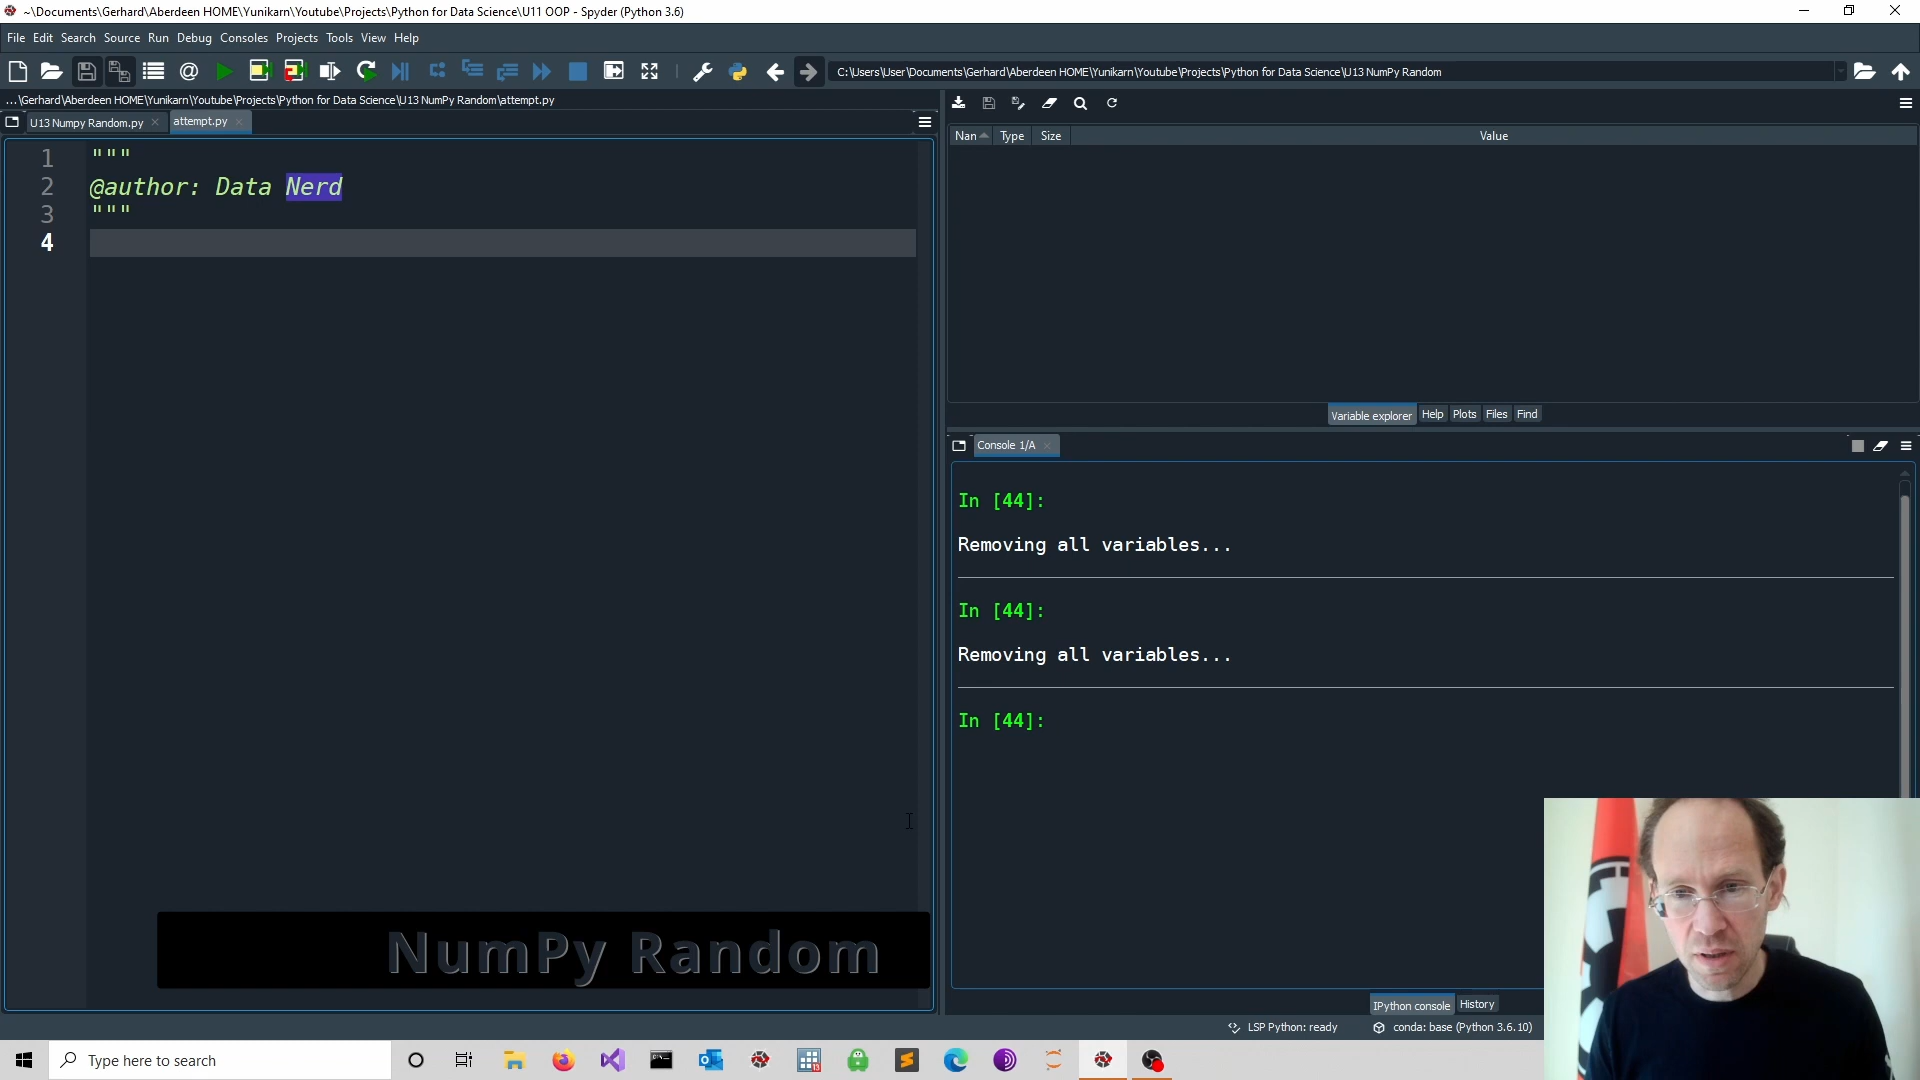 ~\Documents\Gerhard\Aberdeen HOME\Yunikarn\Youtube\Projects\Python for Data Science\U11 OOP - Spyder (Python 3.6)
File Edit Search Source Run Debug Consoles Projects Tools View Help
C:\Users\User\Documents\Gerhard\Aberdeen HOME\Yunikarn\Youtube\Projects\Python for Data Science\U13 NumPy Random
...\Gerhard\Aberdeen HOME\Yunikarn\Youtube\Projects\Python for Data Science\U13 NumPy Random\attempt.py
U13 Numpy Random.py attempt.py
1 """
2 @author: Data Nerd
3 """
4
Nan Type Size Value
Variable explorer Help Plots Files Find
Console 1/A
In [44]:
Removing all variables...
In [44]:
Removing all variables...
In [44]:
NumPy Random
IPython console History
LSP Python: ready conda: base (Python 3.6.10)
Type here to search